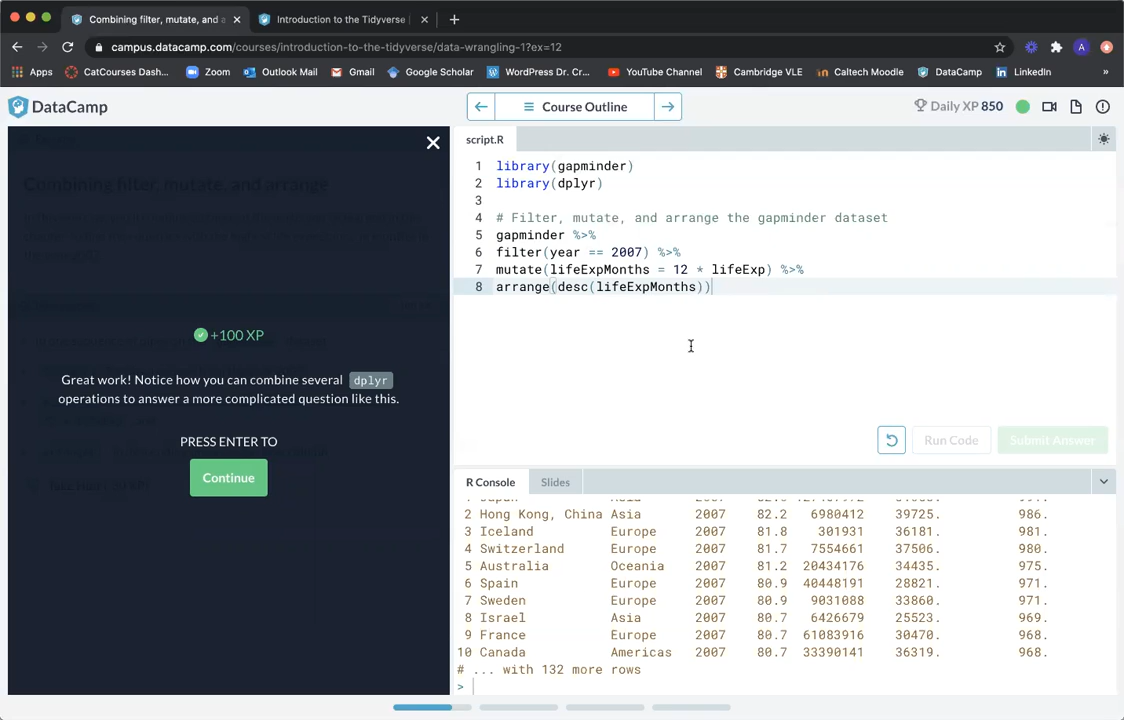 Combining filter, mutate, and a
Introduction to the Tidyverse
campus.datacamp.com/courses/introduction-to-the-tidyverse/data-wrangling-1?ex=12
A
Apps
CatCourses Dash...
Zoom
Outlook Mail
Gmail
Google Scholar
WordPress Dr. Cr...
YouTube Channel
Cambridge VLE
Caltech Moodle
DataCamp
LinkedIn
»
DataCamp
Course Outline
Daily XP 850
Combining filter, mutate, and arrange
+100 XP
Great work! Notice how you can combine several dplyr
operations to answer a more complicated question like this.
PRESS ENTER TO
Continue
script.R
1 library(gapminder)
2 library(dplyr)
3
4 # Filter, mutate, and arrange the gapminder dataset
5 gapminder %>%
6 filter(year == 2007) %>%
7 mutate(lifeExpMonths = 12 * lifeExp) %>%
8 arrange(desc(lifeExpMonths))
Run Code
Submit Answer
R Console
Slides
2 Hong Kong, China Asia 2007 82.2 6980412 39725. 986.
3 Iceland Europe 2007 81.8 301931 36181. 981.
4 Switzerland Europe 2007 81.7 7554661 37506. 980.
5 Australia Oceania 2007 81.2 20434176 34435. 975.
6 Spain Europe 2007 80.9 40448191 28821. 971.
7 Sweden Europe 2007 80.9 9031088 33860. 971.
8 Israel Asia 2007 80.7 6426679 25523. 969.
9 France Europe 2007 80.7 61083916 30470. 968.
10 Canada Americas 2007 80.7 33390141 36319. 968.
# ... with 132 more rows
>